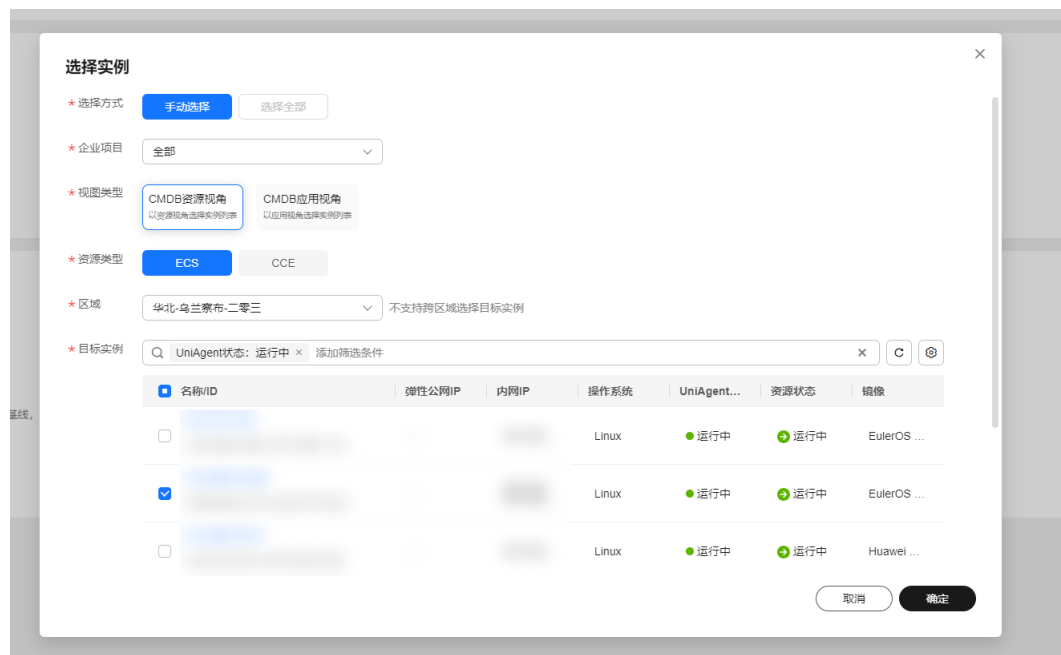 选择实例
* 选择方式 手动选择 选择全部
* 企业项目 全部
* 视图类型 CMDB资源视角 CMDB应用视角
以资源视角选择实例列表 以应用视角选择实例列表
* 资源类型 ECS CCE
* 区域 华北-乌兰察布-二零三 不支持跨区域选择目标实例
* 目标实例 UniAgent状态: 运行中 × 添加筛选条件
名称/ID 弹性公网IP 内网IP 操作系统 UniAgent... 资源状态 镜像
基线,
Linux 运行中 运行中 EulerOS ...
Linux 运行中 运行中 EulerOS ...
Linux 运行中 运行中 Huawei ...
取消 确定